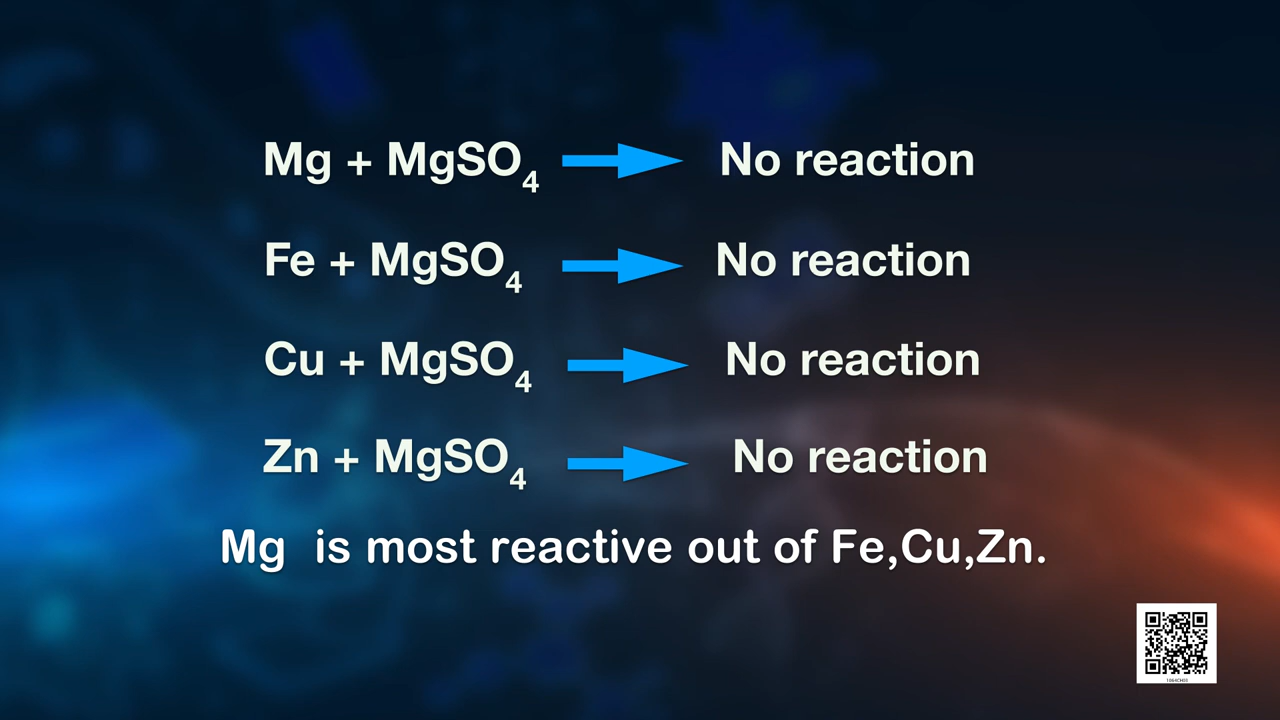 Mg + MgSO₄ → No reaction
Fe + MgSO₄ → No reaction
Cu + MgSO₄ → No reaction
Zn + MgSO₄ → No reaction
Mg is most reactive out of Fe,Cu,Zn.